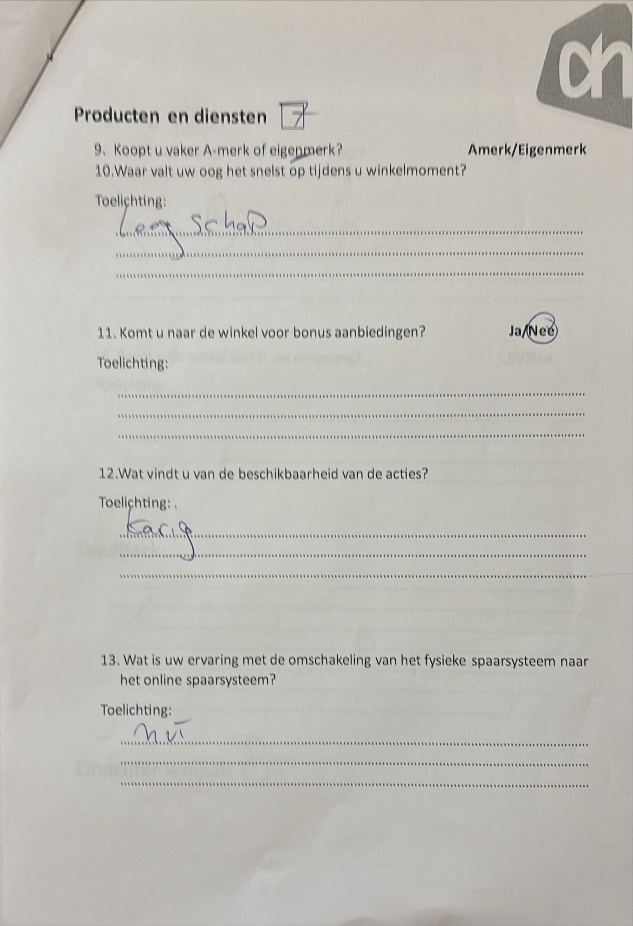 ah
Producten en diensten 7
9. Koopt u vaker A-merk of eigenmerk? Amerk/Eigenmerk
10.Waar valt uw oog het snelst op tijdens u winkelmoment?
Toelichting:
Leeg schap
11. Komt u naar de winkel voor bonus aanbiedingen? Ja/Nee
Toelichting:
12.Wat vindt u van de beschikbaarheid van de acties?
Toelichting:
karig
13. Wat is uw ervaring met de omschakeling van het fysieke spaarsysteem naar
het online spaarsysteem?
Toelichting: